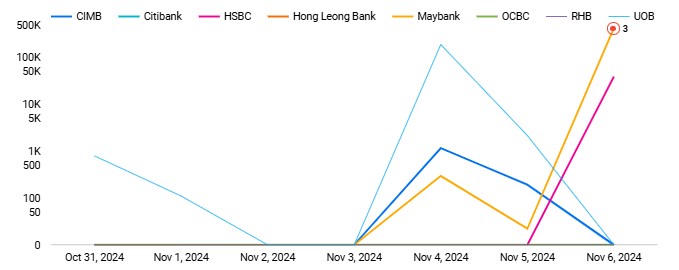 CIMB Citibank HSBC Hong Leong Bank Maybank OCBC RHB UOB
500K
3
100K
50K
10K
5K
1K
500
100
50
0
Oct 31, 2024 Nov 1, 2024 Nov 2, 2024 Nov 3, 2024 Nov 4, 2024 Nov 5, 2024 Nov 6, 2024